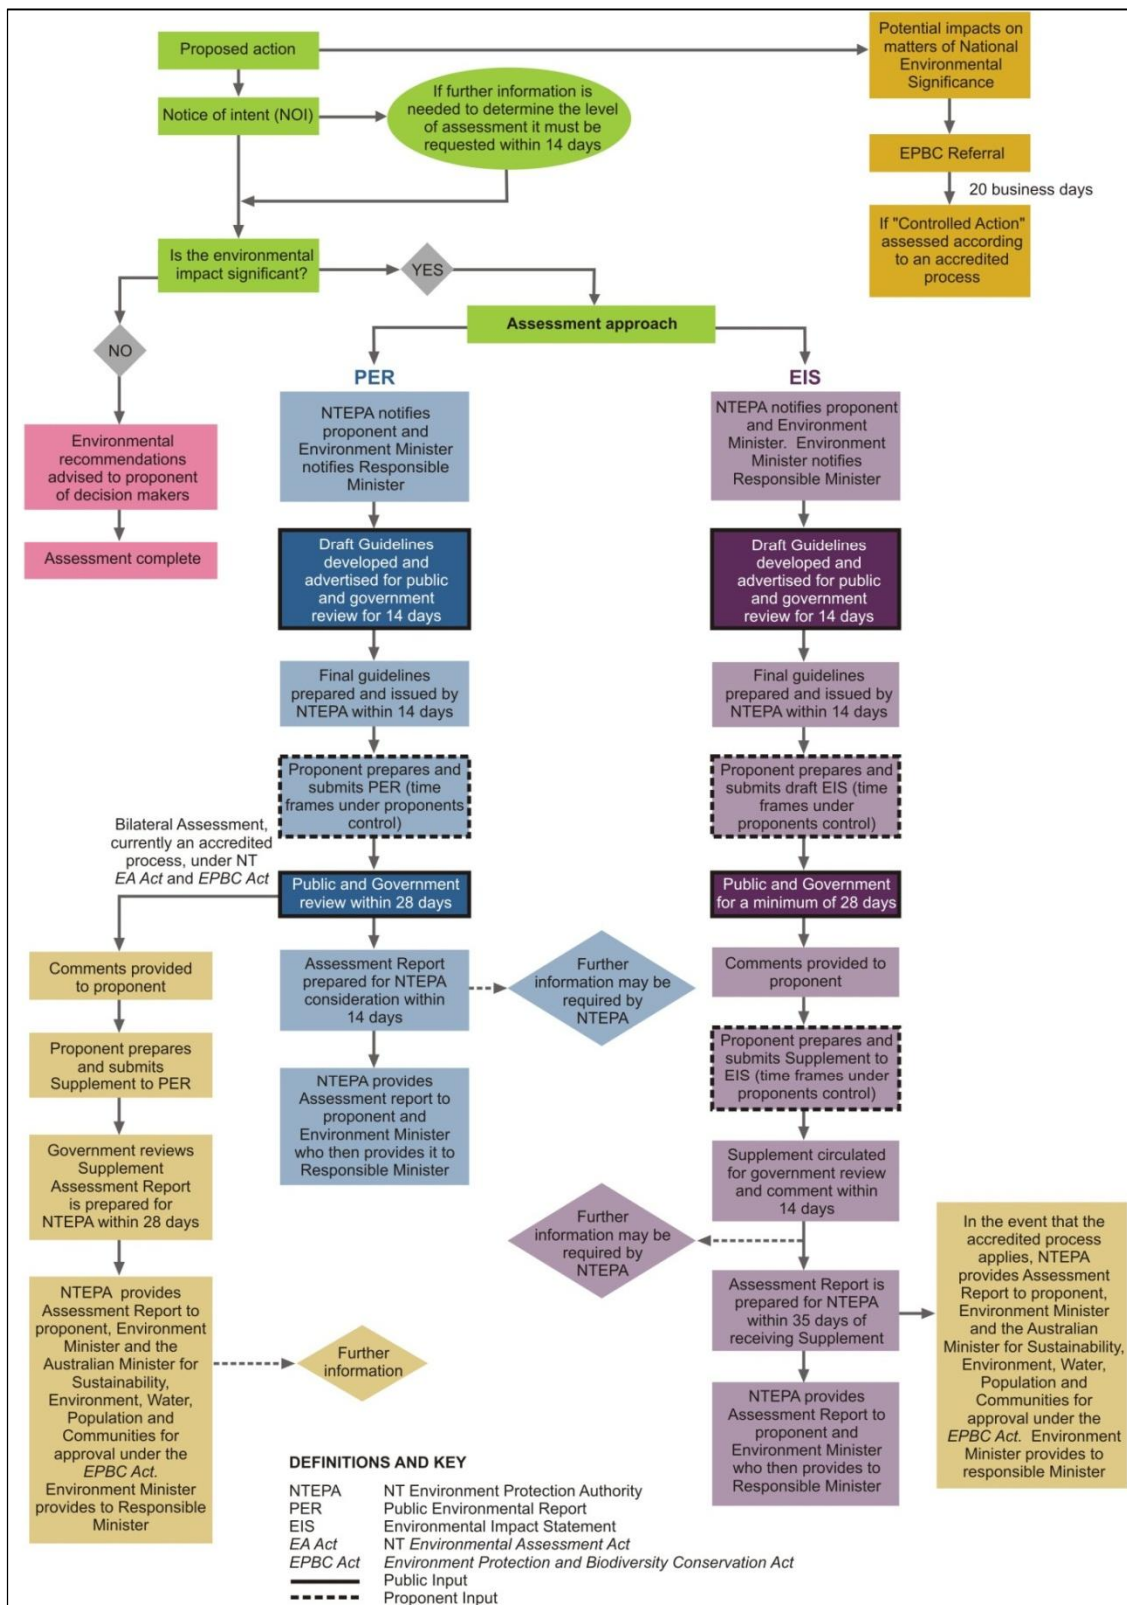 Proposed action
Potential impacts on
matters of National
Environmental
Significance
Notice of intent (NOI)
If further information is
needed to determine the level
of assessment it must be
requested within 14 days
EPBC Referral
20 business days
If "Controlled Action"
assessed according
to an accredited
process
Is the environmental
impact significant?
YES
NO
Assessment approach
Environmental
recommendations
advised to proponent
of decision makers
Assessment complete
PER
NTEPA notifies
proponent and
Environment Minister
notifies Responsible
Minister
Draft Guidelines
developed and
advertised for public
and government
review for 14 days
Final guidelines
prepared and issued by
NTEPA within 14 days
Proponent prepares and
submits PER (time
frames under proponents
control)
Bilateral Assessment,
currently an accredited
process, under NT
EA Act and EPBC Act
Public and Government
review within 28 days
Comments provided
to proponent
Proponent prepares
and submits
Supplement to PER
Government reviews
Supplement
Assessment Report
is prepared for
NTEPA within 28 days
NTEPA provides
Assessment Report to
proponent, Environment
Minister and the
Australian Minister for
Sustainability,
Environment, Water,
Population and
Communities for
approval under the
EPBC Act.
Environment Minister
provides to Responsible
Minister
Further
information
Assessment Report
prepared for NTEPA
consideration within
14 days
Further
information may be
required by
NTEPA
NTEPA provides
Assessment report to
proponent and
Environment Minister
who then provides it to
Responsible Minister
EIS
NTEPA notifies proponent
and Environment
Minister. Environment
Minister notifies
Responsible Minister
Draft Guidelines
developed and
advertised for public
and government
review for 14 days
Final guidelines
prepared and issued by
NTEPA within 14 days
Proponent prepares and
submits draft EIS (time
frames under
proponents control)
Public and Government
for a minimum of 28 days
Comments provided to
proponent
Proponent prepares and
submits Supplement to
EIS (time frames under
proponents control)
Supplement circulated
for government review
and comment within
14 days
Further
information may be
required by
NTEPA
Assessment Report is
prepared for NTEPA
within 35 days of
receiving Supplement
NTEPA provides
Assessment Report to
proponent and
Environment Minister
who then provides to
Responsible Minister
In the event that the
accredited process
applies, NTEPA
provides Assessment
Report to proponent,
Environment Minister
and the Australian
Minister for Sustainability,
Environment, Water,
Population and
Communities for
approval under the
EPBC Act. Environment
Minister provides to
responsible Minister
DEFINITIONS AND KEY
NTEPA NT Environment Protection Authority
PER Public Environmental Report
EIS Environmental Impact Statement
EA Act NT Environmental Assessment Act
EPBC Act Environment Protection and Biodiversity Conservation Act
Public Input
Proponent Input